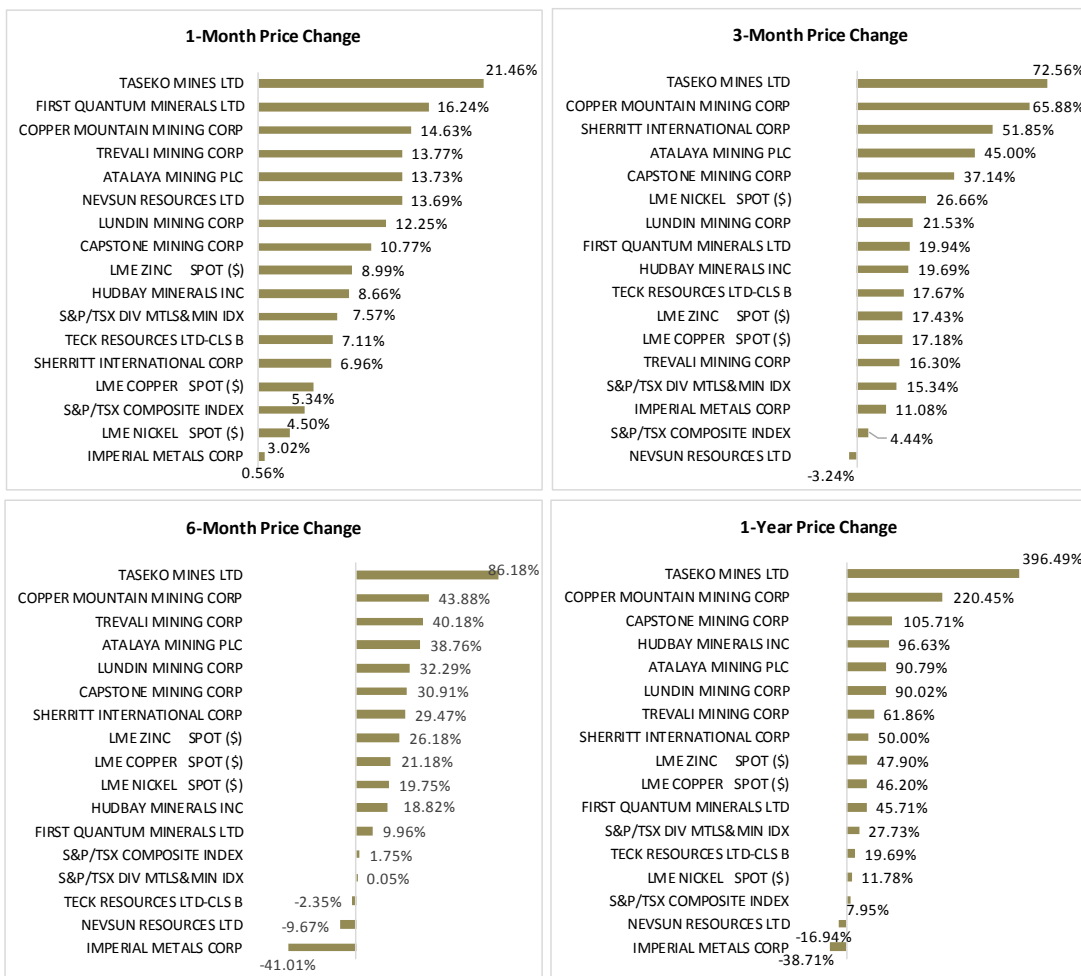 1-Month Price Change
TASEKO MINES LTD 21.46%
FIRST QUANTUM MINERALS LTD 16.24%
COPPER MOUNTAIN MINING CORP 14.63%
TREVALI MINING CORP 13.77%
ATALAYA MINING PLC 13.73%
NEVSUN RESOURCES LTD 13.69%
LUNDIN MINING CORP 12.25%
CAPSTONE MINING CORP 10.77%
LME ZINC SPOT ($) 8.99%
HUDBAY MINERALS INC 8.66%
S&P/TSX DIV MTLS&MIN IDX 7.57%
TECK RESOURCES LTD-CLS B 7.11%
SHERRITT INTERNATIONAL CORP 6.96%
LME COPPER SPOT ($) 5.34%
S&P/TSX COMPOSITE INDEX 4.50%
LME NICKEL SPOT ($) 3.02%
IMPERIAL METALS CORP 0.56%
3-Month Price Change
TASEKO MINES LTD 72.56%
COPPER MOUNTAIN MINING CORP 65.88%
SHERRITT INTERNATIONAL CORP 51.85%
ATALAYA MINING PLC 45.00%
CAPSTONE MINING CORP 37.14%
LME NICKEL SPOT ($) 26.66%
LUNDIN MINING CORP 21.53%
FIRST QUANTUM MINERALS LTD 19.94%
HUDBAY MINERALS INC 19.69%
TECK RESOURCES LTD-CLS B 17.67%
LME ZINC SPOT ($) 17.43%
LME COPPER SPOT ($) 17.18%
TREVALI MINING CORP 16.30%
S&P/TSX DIV MTLS&MIN IDX 15.34%
IMPERIAL METALS CORP 11.08%
S&P/TSX COMPOSITE INDEX 4.44%
NEVSUN RESOURCES LTD -3.24%
6-Month Price Change
TASEKO MINES LTD 86.18%
COPPER MOUNTAIN MINING CORP 43.88%
TREVALI MINING CORP 40.18%
ATALAYA MINING PLC 38.76%
LUNDIN MINING CORP 32.29%
CAPSTONE MINING CORP 30.91%
SHERRITT INTERNATIONAL CORP 29.47%
LME ZINC SPOT ($) 26.18%
LME COPPER SPOT ($) 21.18%
LME NICKEL SPOT ($) 19.75%
HUDBAY MINERALS INC 18.82%
FIRST QUANTUM MINERALS LTD 9.96%
S&P/TSX COMPOSITE INDEX 1.75%
S&P/TSX DIV MTLS&MIN IDX 0.05%
TECK RESOURCES LTD-CLS B -2.35%
NEVSUN RESOURCES LTD -9.67%
IMPERIAL METALS CORP -41.01%
1-Year Price Change
TASEKO MINES LTD 396.49%
COPPER MOUNTAIN MINING CORP 220.45%
CAPSTONE MINING CORP 105.71%
HUDBAY MINERALS INC 96.63%
ATALAYA MINING PLC 90.79%
LUNDIN MINING CORP 90.02%
TREVALI MINING CORP 61.86%
SHERRITT INTERNATIONAL CORP 50.00%
LME ZINC SPOT ($) 47.90%
LME COPPER SPOT ($) 46.20%
FIRST QUANTUM MINERALS LTD 45.71%
S&P/TSX DIV MTLS&MIN IDX 27.73%
TECK RESOURCES LTD-CLS B 19.69%
LME NICKEL SPOT ($) 11.78%
S&P/TSX COMPOSITE INDEX 7.95%
NEVSUN RESOURCES LTD -16.94%
IMPERIAL METALS CORP -38.71%